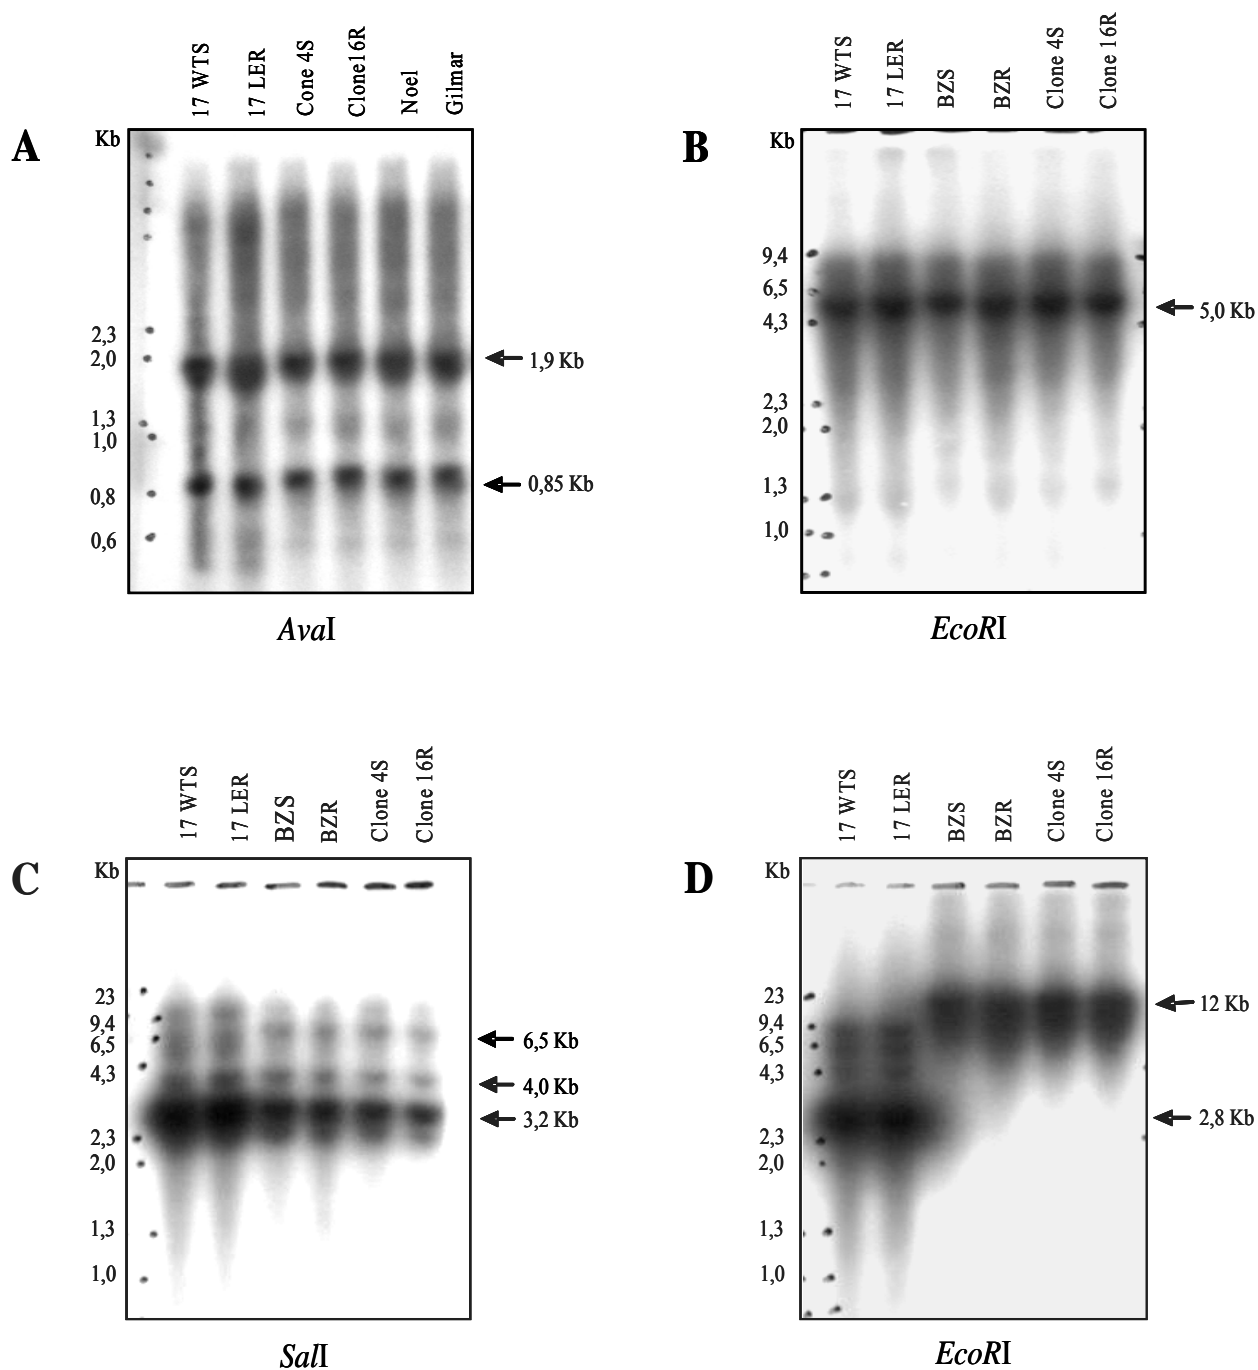 17 WTS
17 LER
Cone 4S
Clone16R
Noel
Gilmar
A
Kb
2,3
2,0
1,3
1,0
0,8
0,6
1,9 Kb
0,85 Kb
AvaI
17 WTS
17 LER
BZS
BZR
Clone 4S
Clone 16R
B
Kb
9,4
6,5
4,3
2,3
2,0
1,3
1,0
5,0 Kb
EcoRI
17 WTS
17 LER
BZS
BZR
Clone 4S
Clone 16R
C
Kb
23
9,4
6,5
4,3
2,3
2,0
1,3
1,0
6,5 Kb
4,0 Kb
3,2 Kb
SalI
17 WTS
17 LER
BZS
BZR
Clone 4S
Clone 16R
D
Kb
23
9,4
6,5
4,3
2,3
2,0
1,3
1,0
12 Kb
2,8 Kb
EcoRI